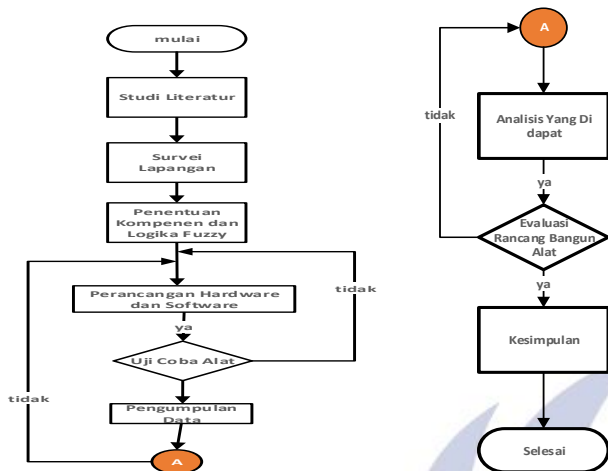 mulai
Studi Literatur
Survei
Lapangan
Penentuan
Kompenen dan
Logika Fuzzy
Perancangan Hardware
dan Software
tidak
ya
Uji Coba Alat
tidak
Pengumpulan
Data
A
A
tidak
Analisis Yang Di
dapat
ya
Evaluasi
Rancang Bangun
Alat
ya
Kesimpulan
Selesai